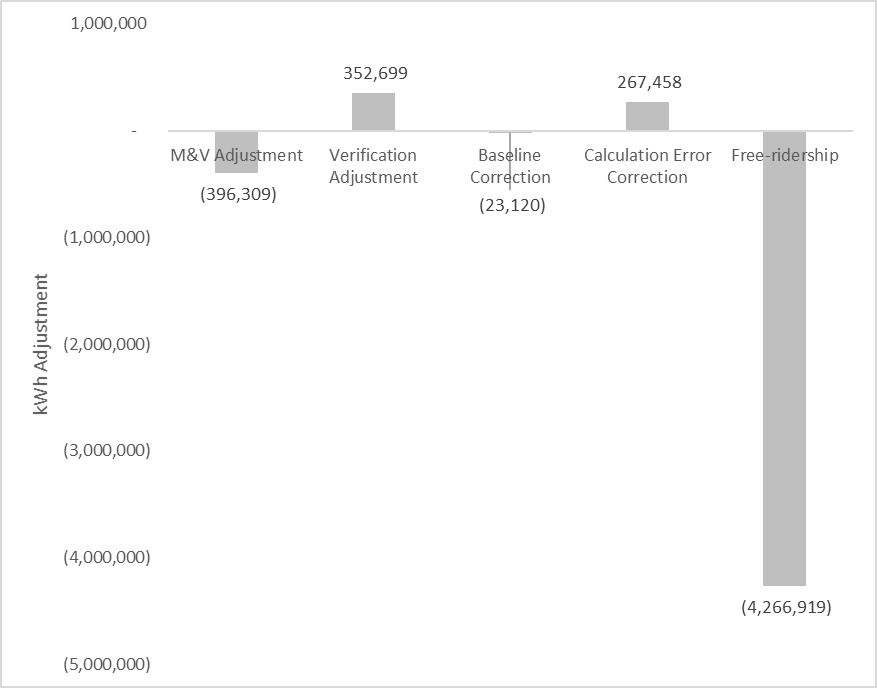 1,000,000
352,699
267,458
-
M&V Adjustment
Verification
Adjustment
Baseline
Correction
Calculation Error
Correction
Free-ridership
(396,309)
(23,120)
(1,000,000)
kWh Adjustment
(2,000,000)
(3,000,000)
(4,000,000)
(4,266,919)
(5,000,000)